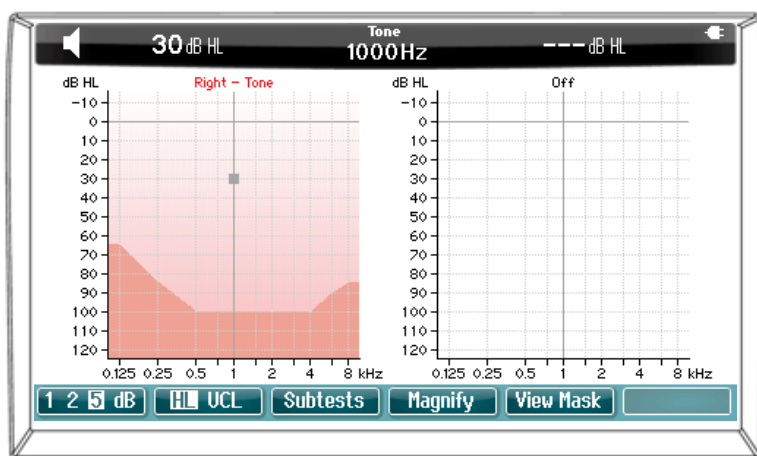 Tone
30 dB HL 1000Hz --- dB HL
dB HL Right - Tone dB HL Off
-10 -10
0 0
10 10
20 20
30 30
40 40
50 50
60 60
70 70
80 80
90 90
100 100
110 110
120 120
0.125 0.25 0.5 1 2 4 8 kHz 0.125 0.25 0.5 1 2 4 8 kHz
1 2 5 dB HL UCL Subtests Magnify View Mask